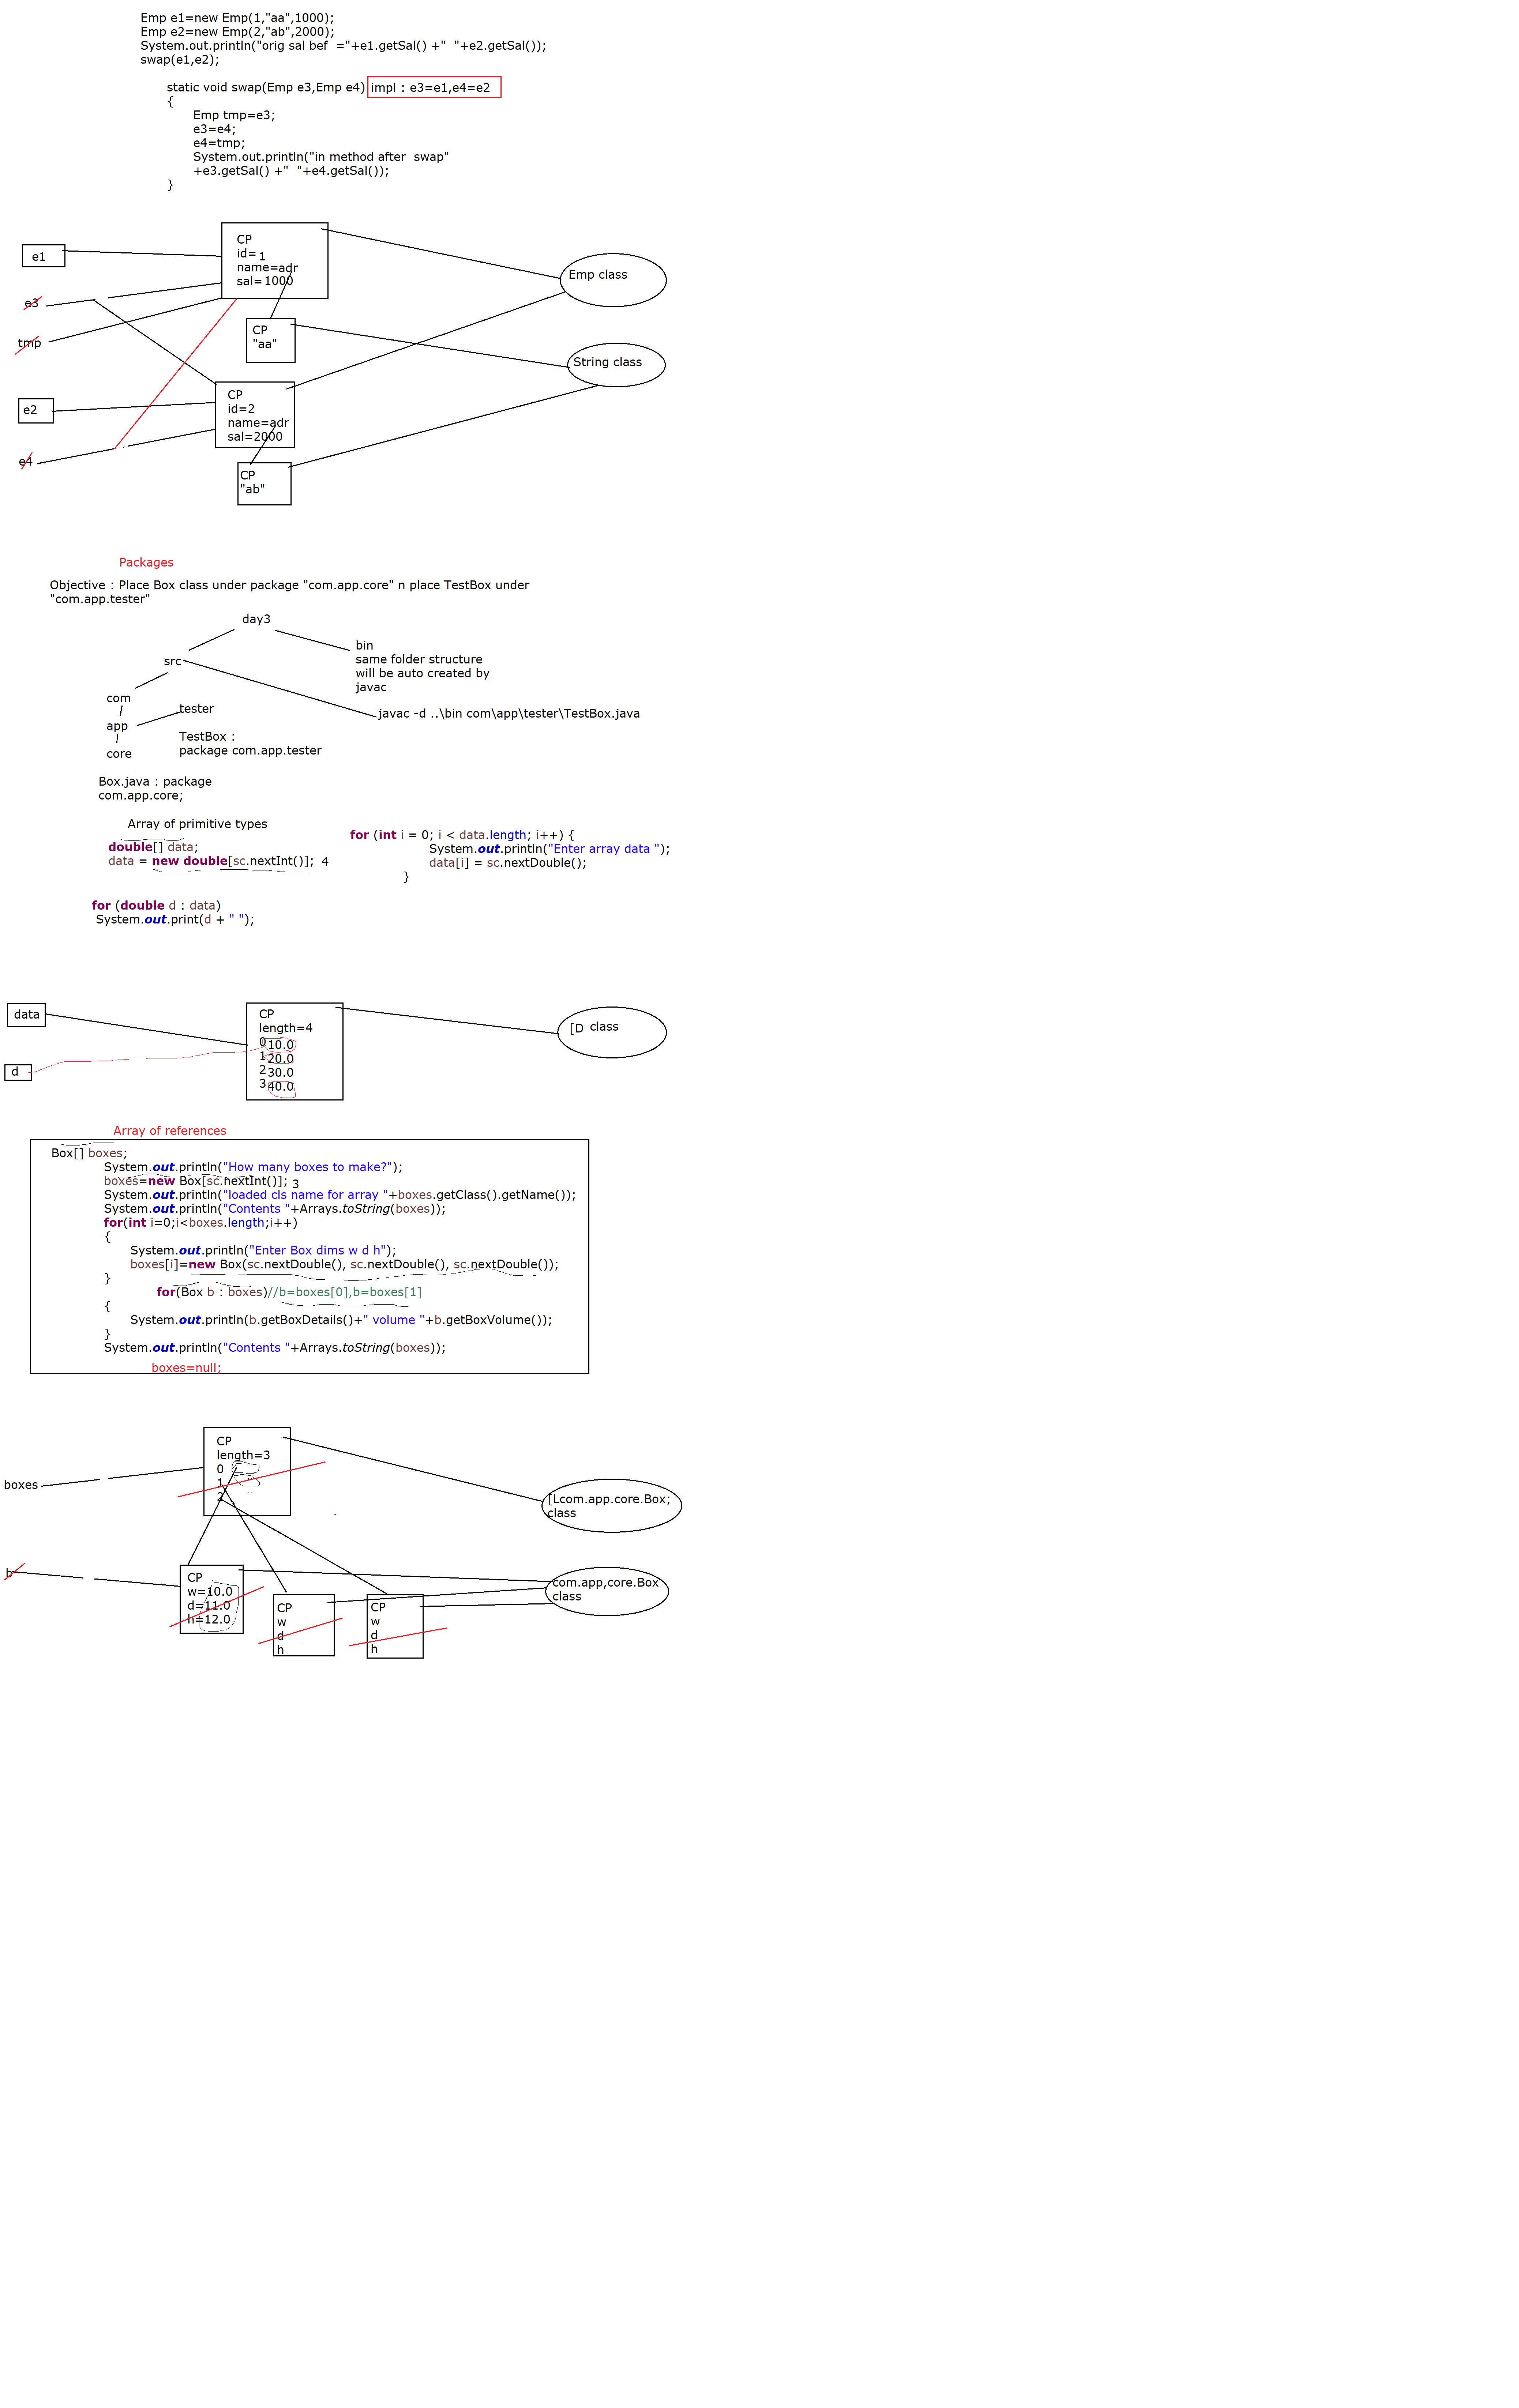 Emp e1=new Emp(1,"aa",1000);
Emp e2=new Emp(2,"ab",2000);
System.out.println("orig sal bef  ="+e1.getSal() +"  "+e2.getSal());
swap(e1,e2);
static void swap(Emp e3,Emp e4) impl : e3=e1,e4=e2
{
Emp tmp=e3;
e3=e4;
e4=tmp;
System.out.println("in method after  swap"
+e3.getSal() +"  "+e4.getSal());
}
e1
e3
tmp
e2
e4
CP
id= 1
name=adr
sal= 1000
CP
"aa"
CP
id=2
name=adr
sal=2000
CP
"ab"
Emp class
String class
Packages
Objective : Place Box class under package "com.app.core" n place TestBox under
"com.app.tester"
day3
src
bin
same folder structure
will be auto created by
javac
com
app
core
tester
TestBox :
package com.app.tester
javac -d ..\bin com\app\tester\TestBox.java
Box.java : package
com.app.core;
Array of primitive types
double[] data;
data = new double[sc.nextInt()]; 4
for (int i = 0; i < data.length; i++) {
System.out.println("Enter array data ");
data[i] = sc.nextDouble();
}
for (double d : data)
System.out.print(d + " ");
data
d
CP
length=4
0 10.0
1 20.0
2 30.0
3 40.0
[D class
Array of references
Box[] boxes;
System.out.println("How many boxes to make?");
boxes=new Box[sc.nextInt()]; 3
System.out.println("loaded cls name for array "+boxes.getClass().getName());
System.out.println("Contents "+Arrays.toString(boxes));
for(int i=0;i<boxes.length;i++)
{
System.out.println("Enter Box dims w d h");
boxes[i]=new Box(sc.nextDouble(), sc.nextDouble(), sc.nextDouble());
}
for(Box b : boxes)//b=boxes[0],b=boxes[1]
{
System.out.println(b.getBoxDetails()+" volume "+b.getBoxVolume());
}
System.out.println("Contents "+Arrays.toString(boxes));
boxes=null;
boxes
CP
length=3
0
1
2
[Lcom.app.core.Box;
class
b
CP
w=10.0
d=11.0
h=12.0
CP
w
d
h
CP
w
d
h
com.app,core.Box
class